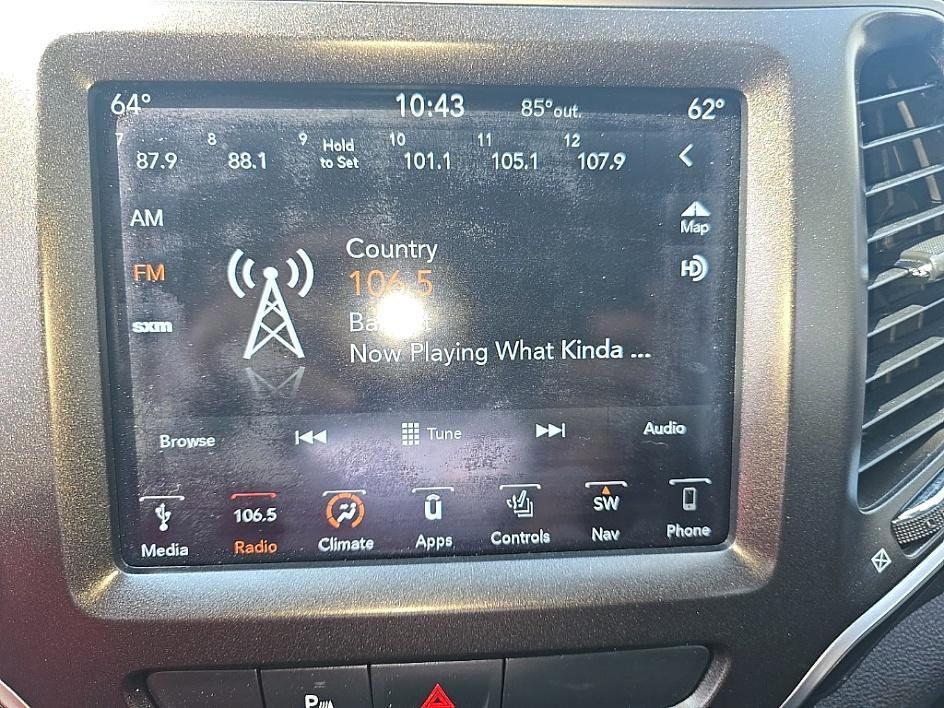 64° 10:43 85°out. 62°
7 87.9 8 88.1 9 Hold to Set 10 101.1 11 105.1 12 107.9
AM
Map
FM
HD
sxm
Country
106.5
Now Playing What Kinda ...
Browse Tune Audio
106.5 SW
Media Radio Climate Apps Controls Nav Phone
P